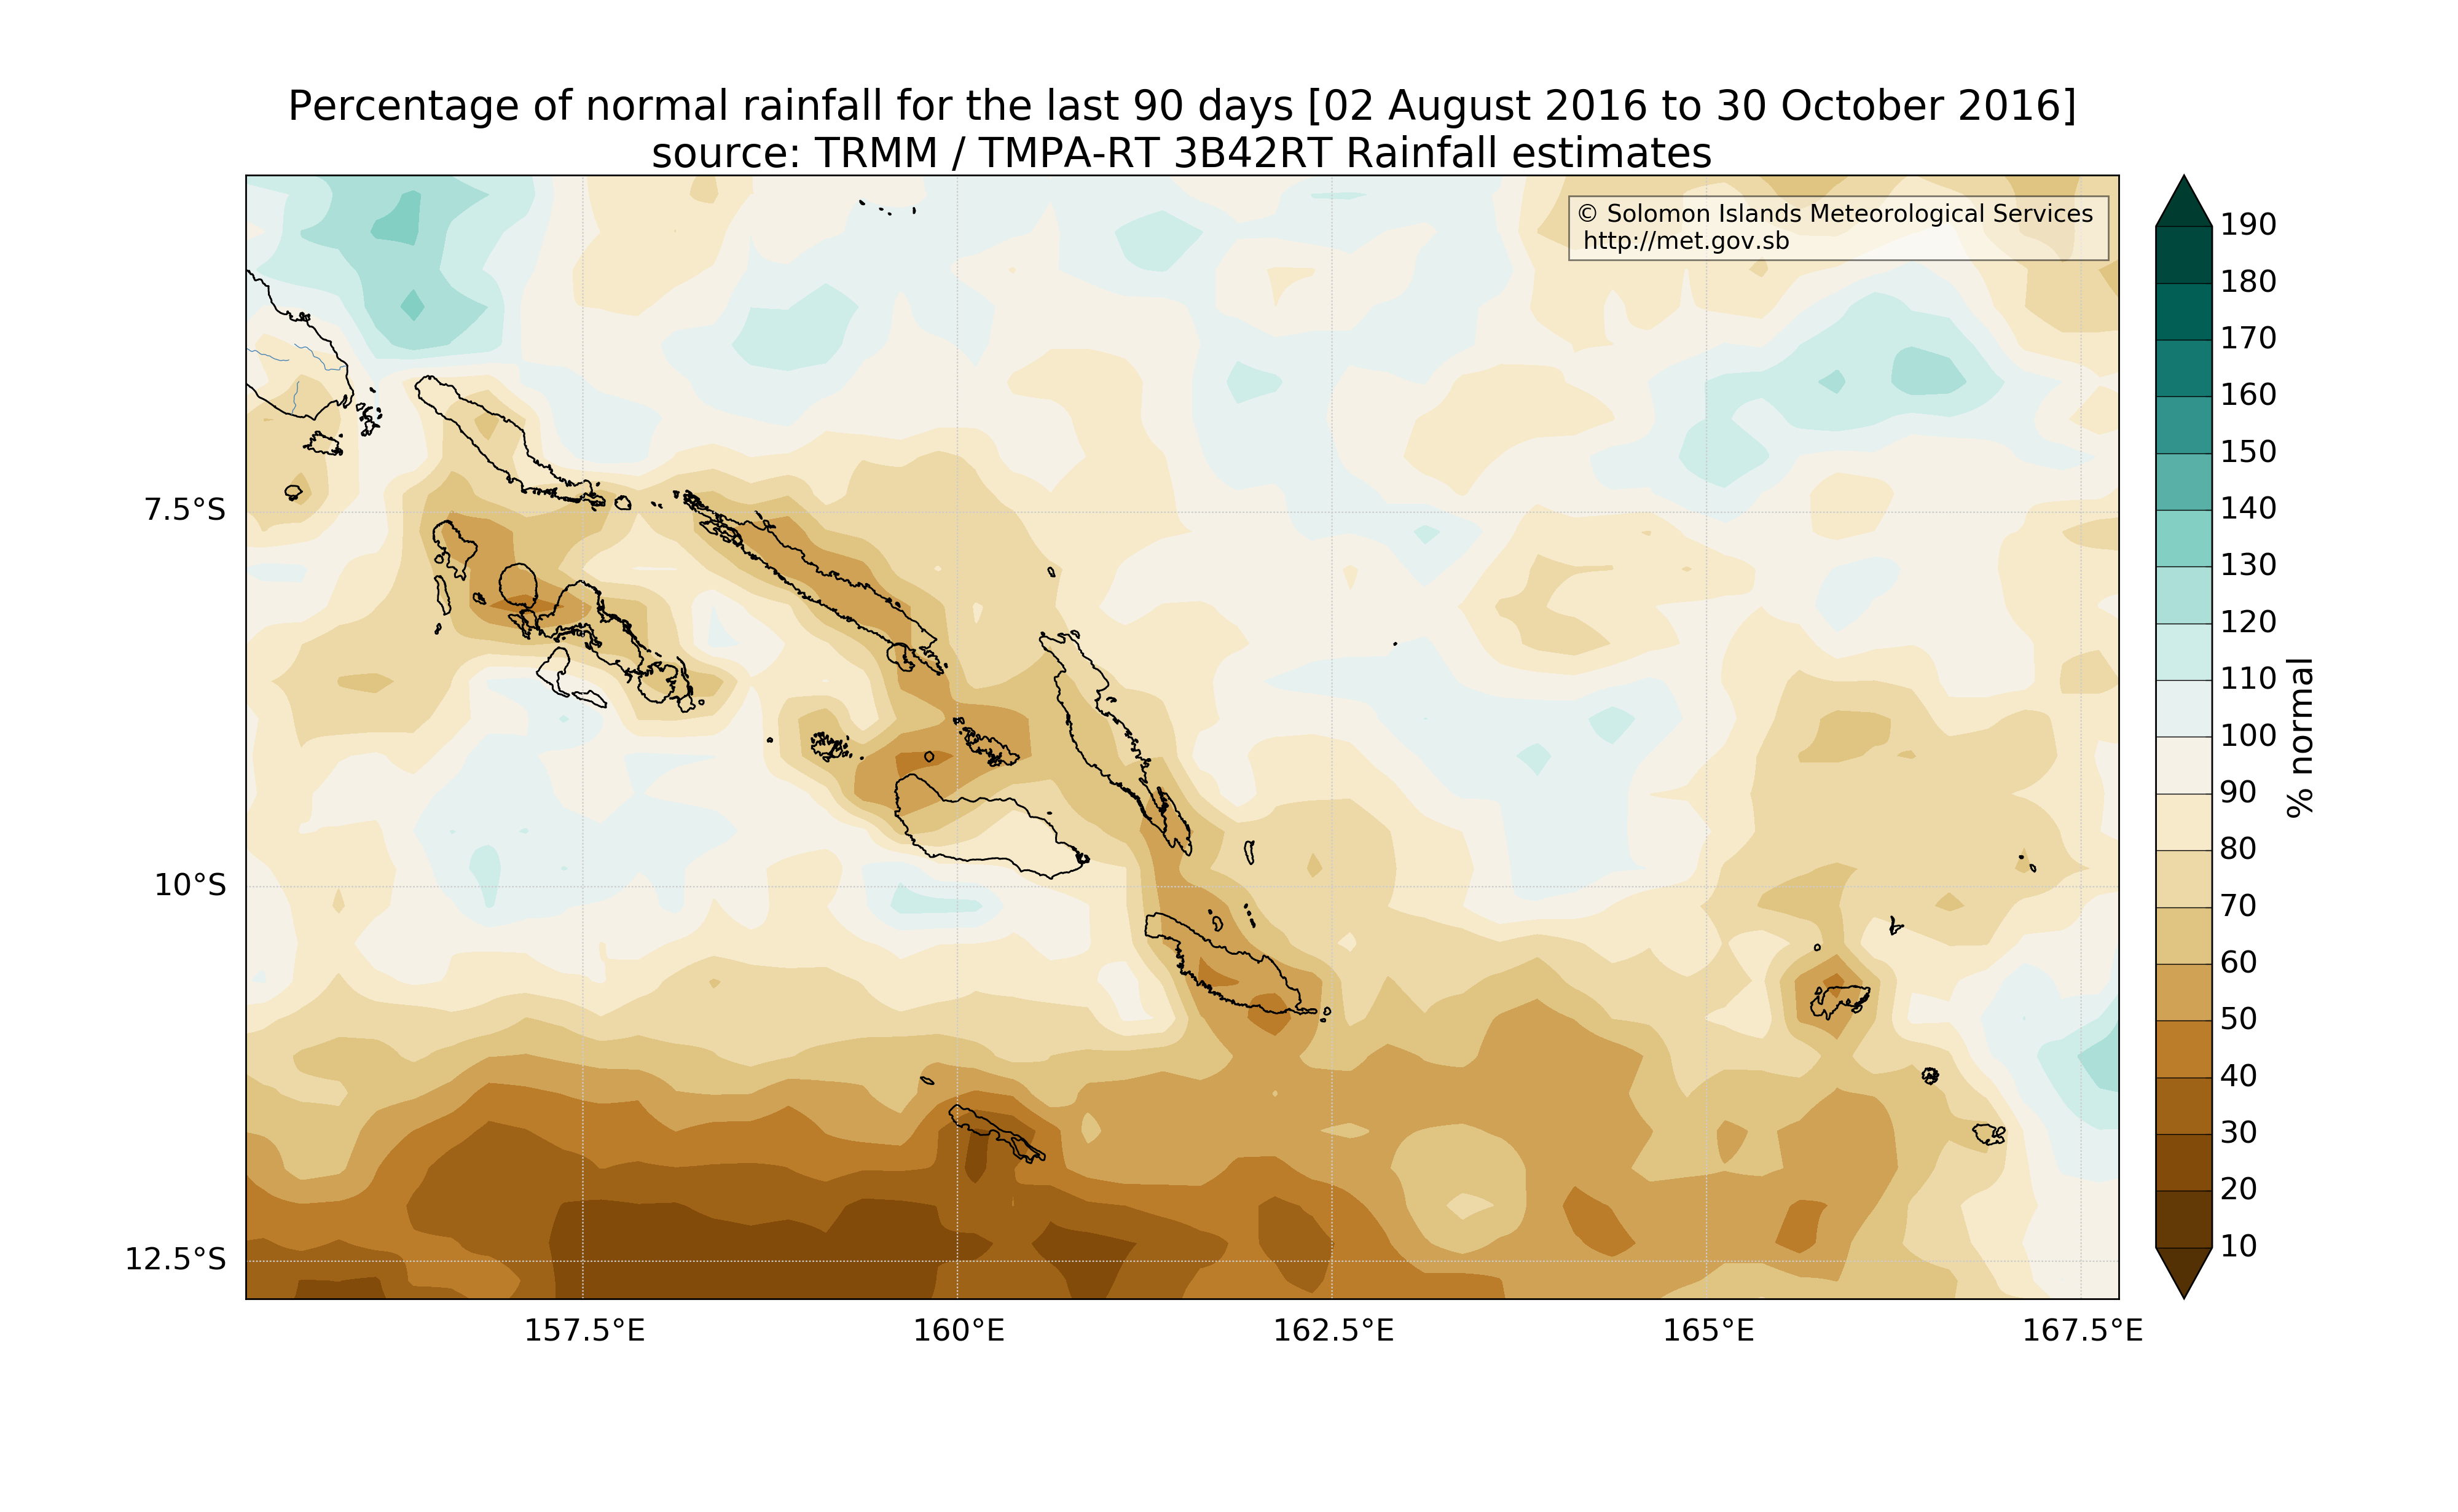 Percentage of normal rainfall for the last 90 days [02 August 2016 to 30 October 2016]
source: TRMM / TMPA-RT 3B42RT Rainfall estimates
© Solomon Islands Meteorological Services
http://met.gov.sb
190
180
170
160
150
140
130
120
110
100
90
80
70
60
50
40
30
20
10
% normal
7.5°S
10°S
12.5°S
157.5°E
160°E
162.5°E
165°E
167.5°E